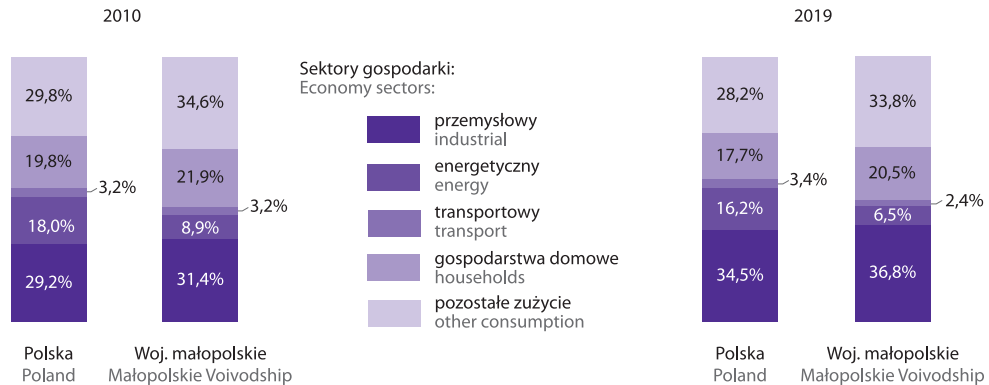 2010
2019
29,8%
19,8%
3,2%
18,0%
29,2%
Polska
Poland
34,6%
21,9%
3,2%
8,9%
31,4%
Woj. małopolskie
Małopolskie Voivodship
Sektory gospodarki:
Economy sectors:
przemysłowy
industrial
energetyczny
energy
transportowy
transport
gospodarstwa domowe
households
pozostałe zużycie
other consumption
28,2%
17,7%
3,4%
16,2%
34,5%
Polska
Poland
33,8%
20,5%
2,4%
6,5%
36,8%
Woj. małopolskie
Małopolskie Voivodship